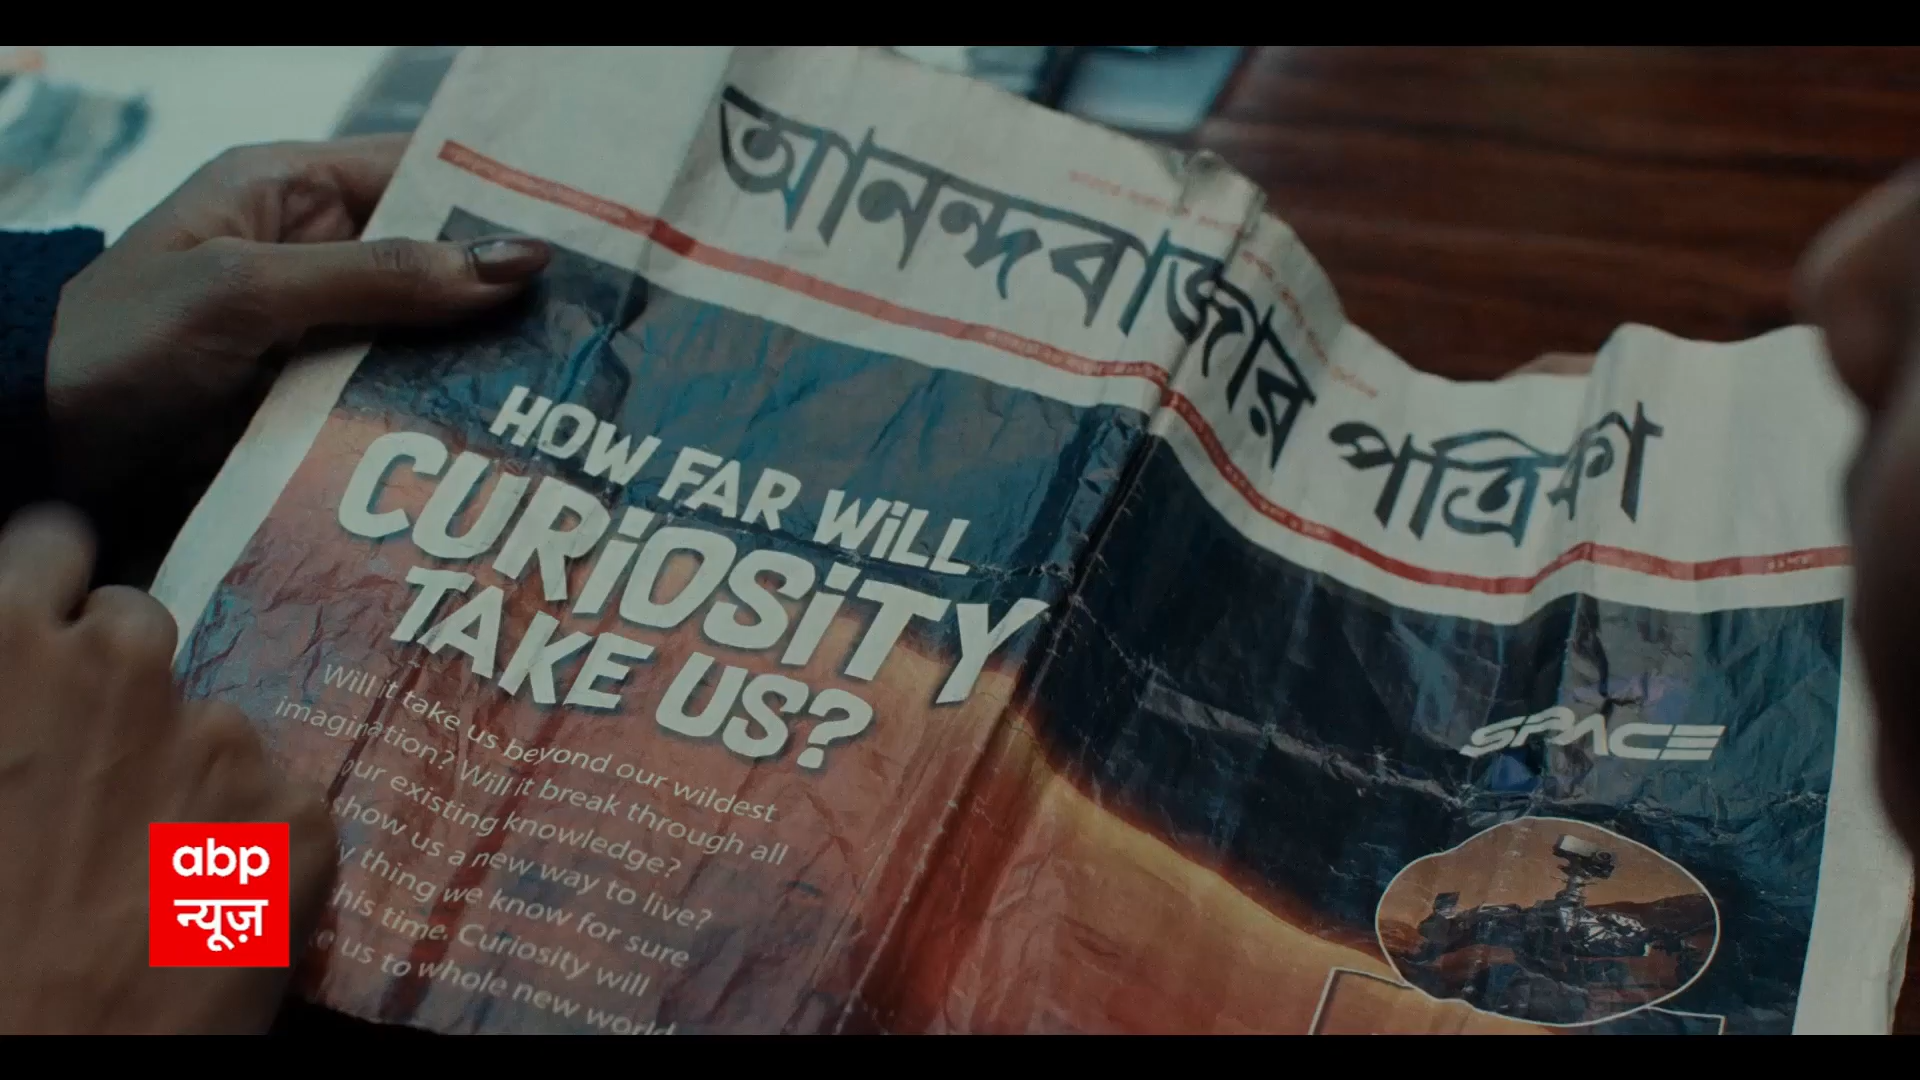 আনন্দবাজার পত্রিকা
HOW FAR WiLL
CURiOSiTY
TAKE US?
Will it take us beyond our wildest
imagination? Will it break through all
our existing knowledge?
show us a new way to live?
thing we know for sure
this time. Curiosity will
us to whole new world
SPACE
abp
न्यूज़